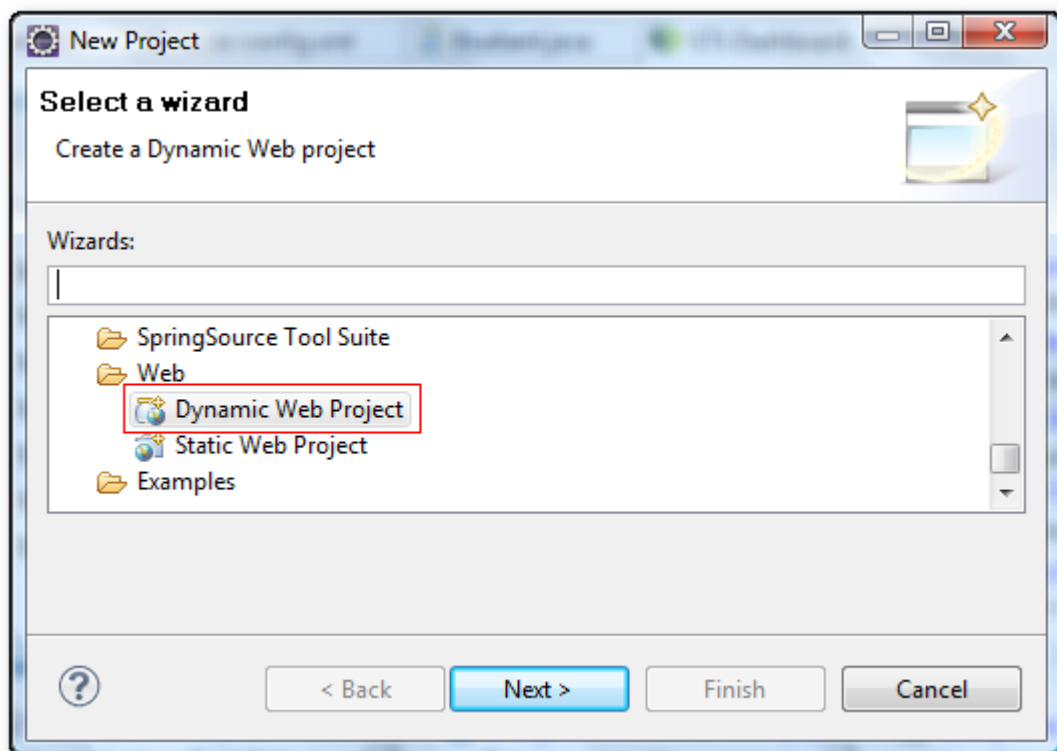 New Project
Select a wizard
Create a Dynamic Web project
Wizards:
SpringSource Tool Suite
Web
Dynamic Web Project
Static Web Project
Examples
< Back Next > Finish Cancel